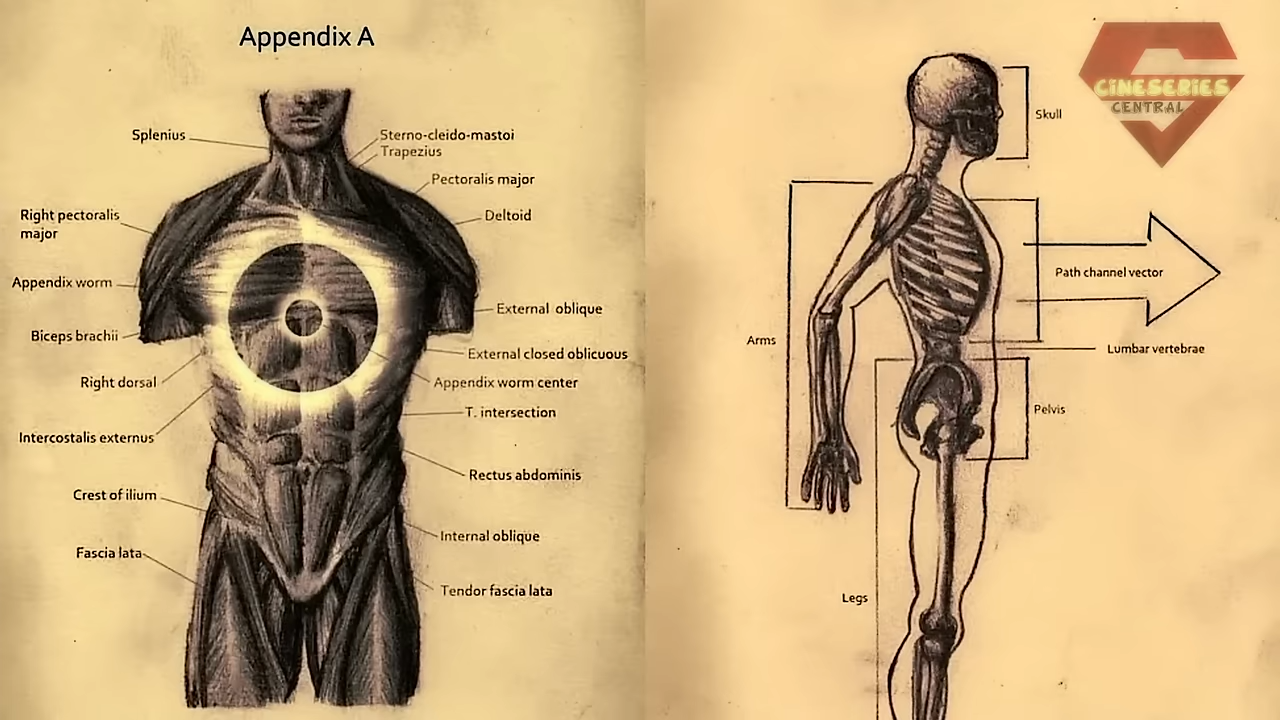 Appendix A
Splenius
Sterno-cleido-mastoi
Trapezius
Pectoralis major
Right pectoralis
major
Deltoid
Appendix worm
External oblique
Biceps brachii
External closed oblicuous
Right dorsal
Appendix worm center
T. intersection
Intercostalis externus
Rectus abdominis
Crest of ilium
Internal oblique
Fascia lata
Tendor fascia lata
CINESERIES
CENTRAL
Skull
Path channel vector
Arms
Lumbar vertebrae
Pelvis
Legs